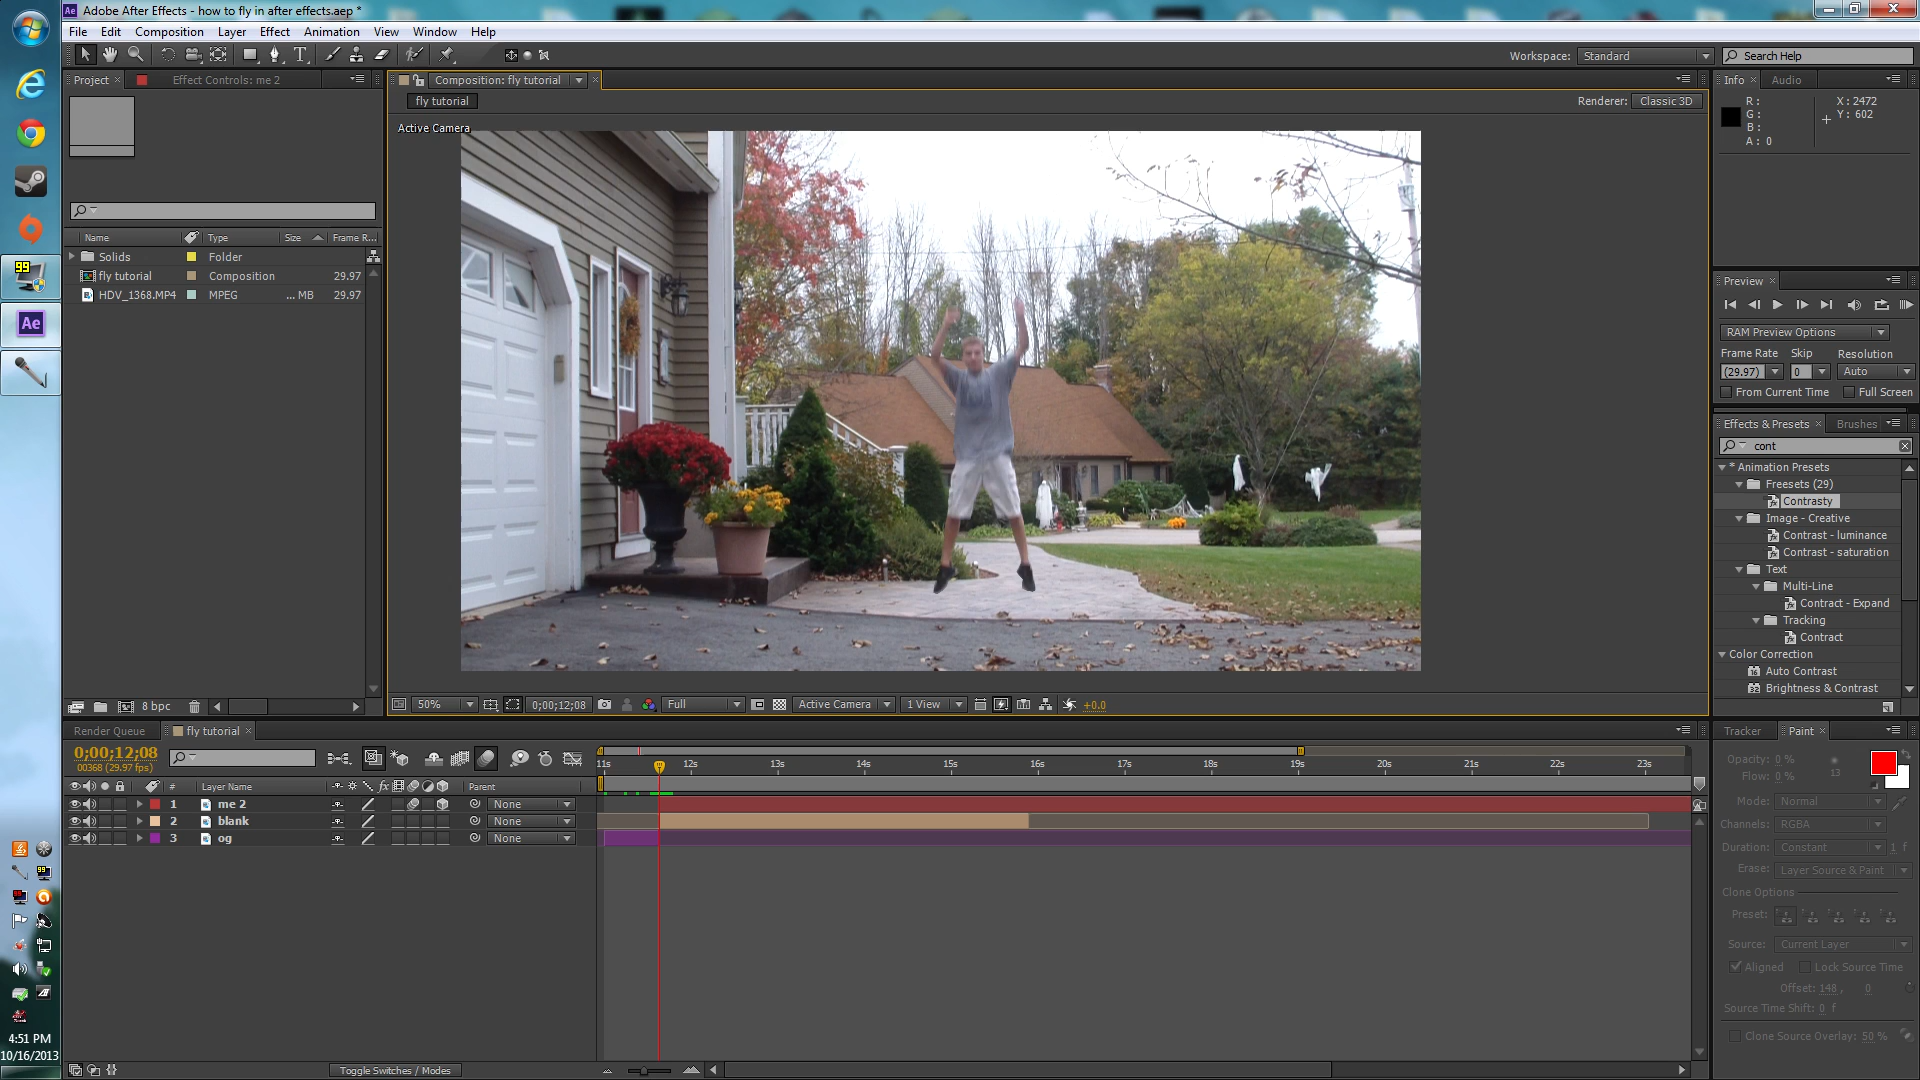 Adobe After Effects - how to fly in after effects.aep *
File Edit Composition Layer Effect Animation View Window Help
Workspace: Standard Search Help
Project Effect Controls: me 2
Composition: fly tutorial
fly tutorial
Renderer: Classic 3D
Active Camera
Info Audio
R: X: 2472
G: Y: 602
B:
A: 0
Name Type Size Frame R...
Solids Folder
fly tutorial Composition 29.97
HDV_1368.MP4 MPEG ... MB 29.97
8 bpc
Preview
RAM Preview Options
Frame Rate Skip Resolution
(29.97) 0 Auto
From Current Time Full Screen
Effects & Presets Brushes
cont
* Animation Presets
Freesets (29)
Contrasty
Image - Creative
Contrast - luminance
Contrast - saturation
Text
Multi-Line
Contract - Expand
Tracking
Contract
Color Correction
Auto Contrast
Brightness & Contrast
50% 0;00;12;08 Full Active Camera 1 View +0.0
Render Queue fly tutorial
0;00;12;08
00368 (29.97 fps)
11s 12s 13s 14s 15s 16s 17s 18s 19s 20s 21s 22s 23s
# Layer Name Parent
1 me 2 None
2 blank None
3 og None
Toggle Switches / Modes
Tracker Paint
Opacity: 0 %
Flow: 0 % 13
Mode: Normal
Channels: RGBA
Duration: Constant 1 f
Erase: Layer Source & Paint
Clone Options
Preset:
Source: Current Layer
Aligned Lock Source Time
Offset: 148 , 0
Source Time Shift: 0 f
Clone Source Overlay: 50 %
99
Ae
4:51 PM
10/16/2013